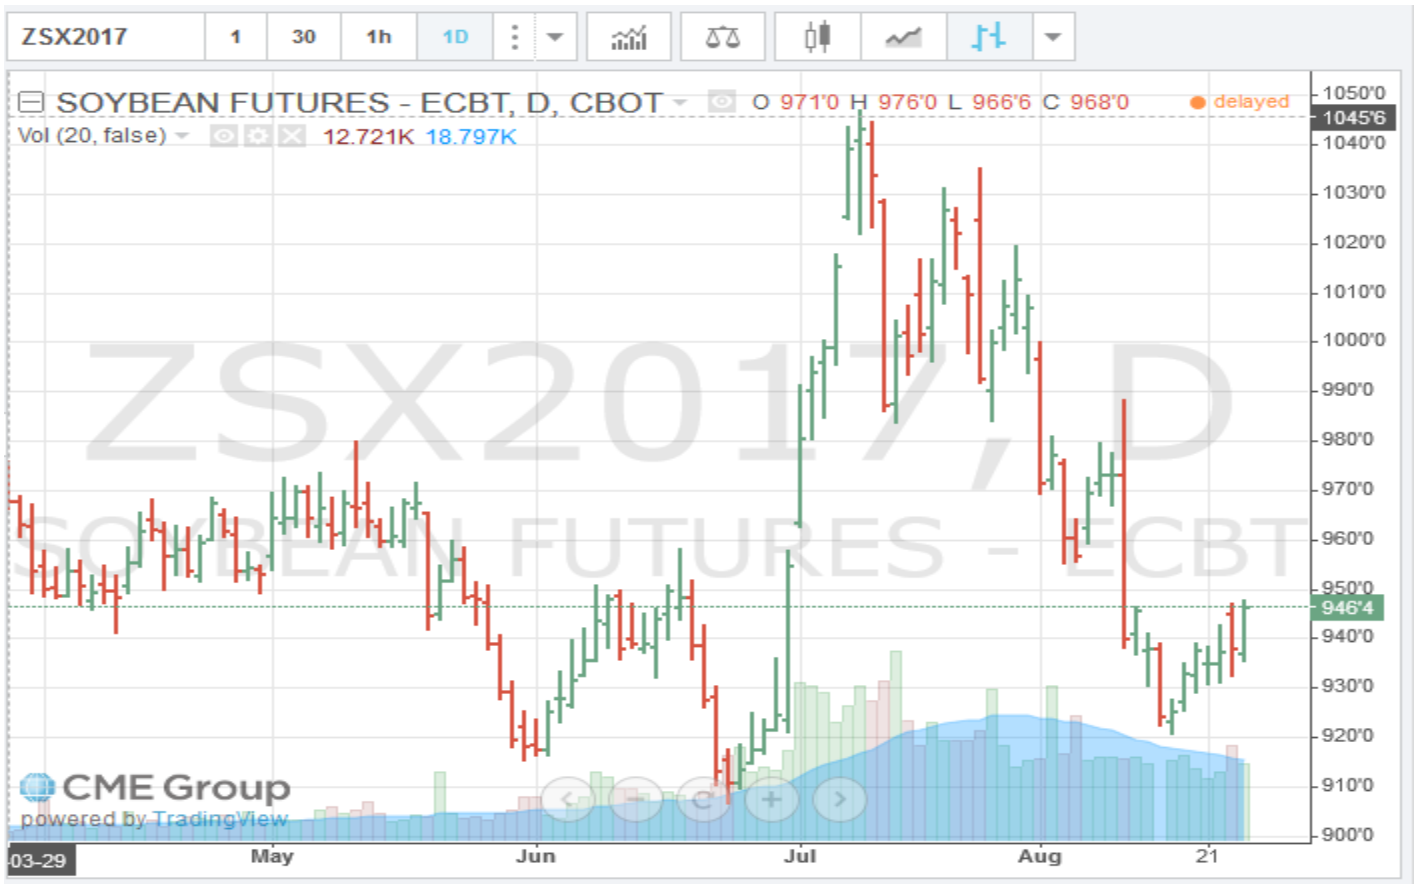 ZSX2017 1 30 1h 1D
SOYBEAN FUTURES - ECBT, D, CBOT O 971'0 H 976'0 L 966'6 C 968'0 delayed
Vol (20, false) 12.721K 18.797K
1050'0
1045'6
1040'0
1030'0
1020'0
1010'0
1000'0
990'0
980'0
970'0
960'0
950'0
946'4
940'0
930'0
920'0
910'0
900'0
ZSX2017, D
SOYBEAN FUTURES - ECBT
CME Group
powered by TradingView
-03-29 May Jun Jul Aug 21